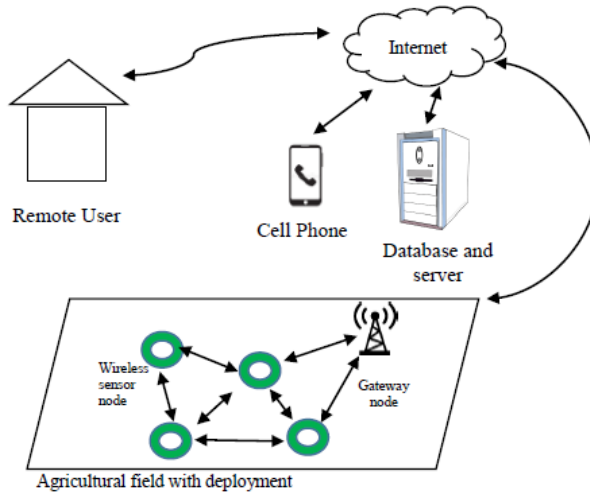 Internet
Remote User
Cell Phone
Database and
server
Wireless
sensor
node
Gateway
node
Agricultural field with deployment